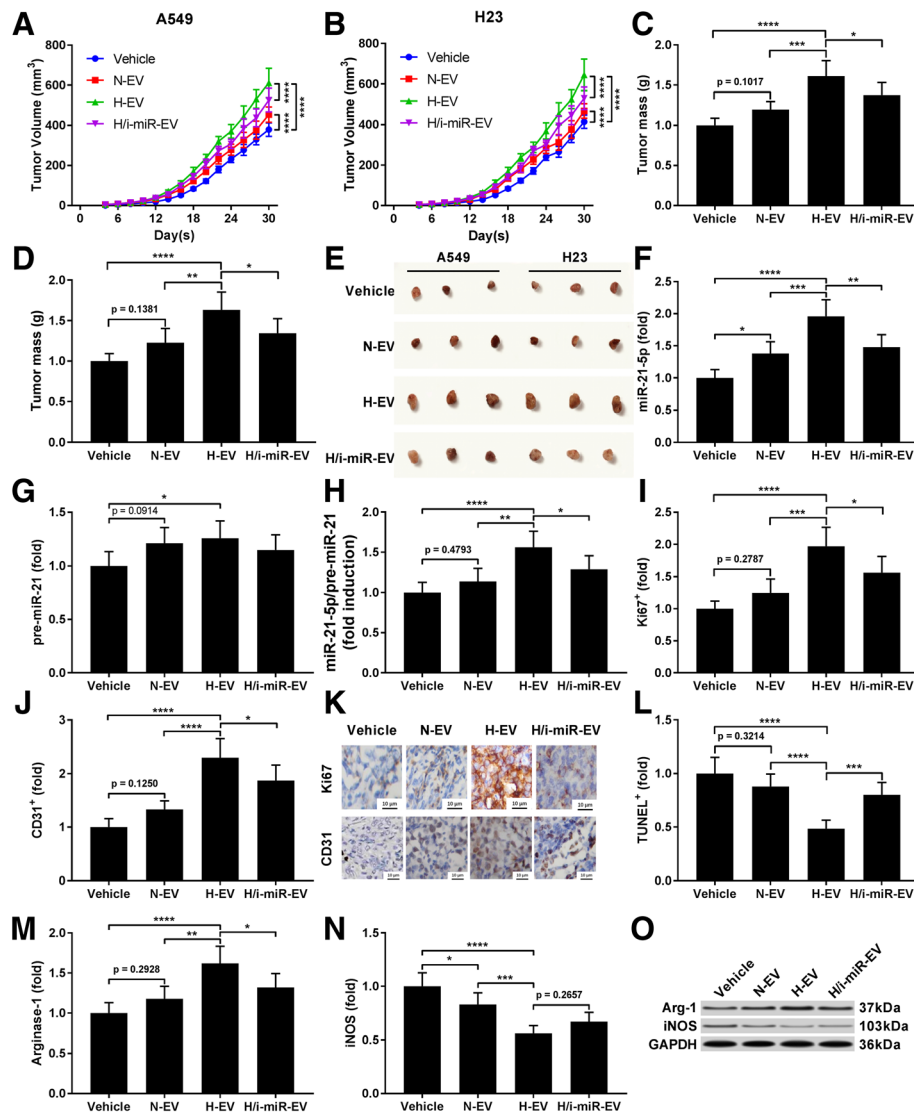 A
A549
Tumor Volume (mm³)
800
600
400
200
0
Vehicle
N-EV
H-EV
H/i-miR-EV
****
****
****
0 6 12 18 24 30
Day(s)
B
H23
Tumor Volume (mm³)
800
600
400
200
0
Vehicle
N-EV
H-EV
H/i-miR-EV
****
****
****
0 6 12 18 24 30
Day(s)
C
Tumor mass (g)
2.0
1.5
1.0
0.5
0.0
****
*** *
p = 0.1017
Vehicle N-EV H-EV H/i-miR-EV
D
Tumor mass (g)
2.0
1.5
1.0
0.5
0.0
****
** *
p = 0.1381
Vehicle N-EV H-EV H/i-miR-EV
E
A549 H23
Vehicle
N-EV
H-EV
H/i-miR-EV
F
miR-21-5p (fold)
2.5
2.0
1.5
1.0
0.5
0.0
****
*** **
*
Vehicle N-EV H-EV H/i-miR-EV
G
pre-miR-21 (fold)
2.0
1.5
1.0
0.5
0.0
*
p = 0.0914
Vehicle N-EV H-EV H/i-miR-EV
H
miR-21-5p/pre-miR-21
(fold induction)
2.0
1.5
1.0
0.5
0.0
****
** *
p = 0.4793
Vehicle N-EV H-EV H/i-miR-EV
I
Ki67⁺ (fold)
2.5
2.0
1.5
1.0
0.5
0.0
****
*** *
p = 0.2787
Vehicle N-EV H-EV H/i-miR-EV
J
CD31⁺ (fold)
3
2
1
0
****
**** *
p = 0.1250
Vehicle N-EV H-EV H/i-miR-EV
K
Vehicle N-EV H-EV H/i-miR-EV
Ki67
10 μm 10 μm 10 μm 10 μm
CD31
10 μm 10 μm 10 μm 10 μm
L
TUNEL⁺ (fold)
1.5
1.0
0.5
0.0
****
p = 0.3214
**** ***
Vehicle N-EV H-EV H/i-miR-EV
M
Arginase-1 (fold)
2.0
1.5
1.0
0.5
0.0
****
** *
p = 0.2928
Vehicle N-EV H-EV H/i-miR-EV
N
iNOS (fold)
1.5
1.0
0.5
0.0
****
*
***
p = 0.2657
Vehicle N-EV H-EV H/i-miR-EV
O
Vehicle N-EV H-EV H/i-miR-EV
Arg-1 37kDa
iNOS 103kDa
GAPDH 36kDa